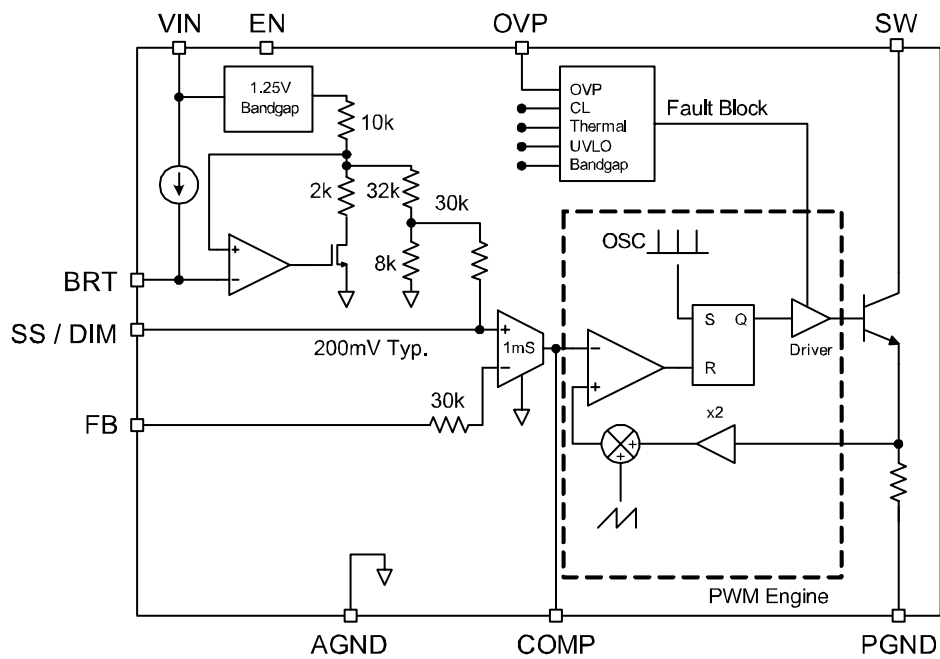 VIN EN OVP SW
1.25V
Bandgap
10k
OVP
CL
Thermal
UVLO
Bandgap
Fault Block
2k 32k 30k
8k
+
−
BRT
OSC
SS / DIM
200mV Typ.
+
1mS
−
−
+
S Q
R
Driver
30k
FB
x2
+
+
PWM Engine
AGND COMP PGND